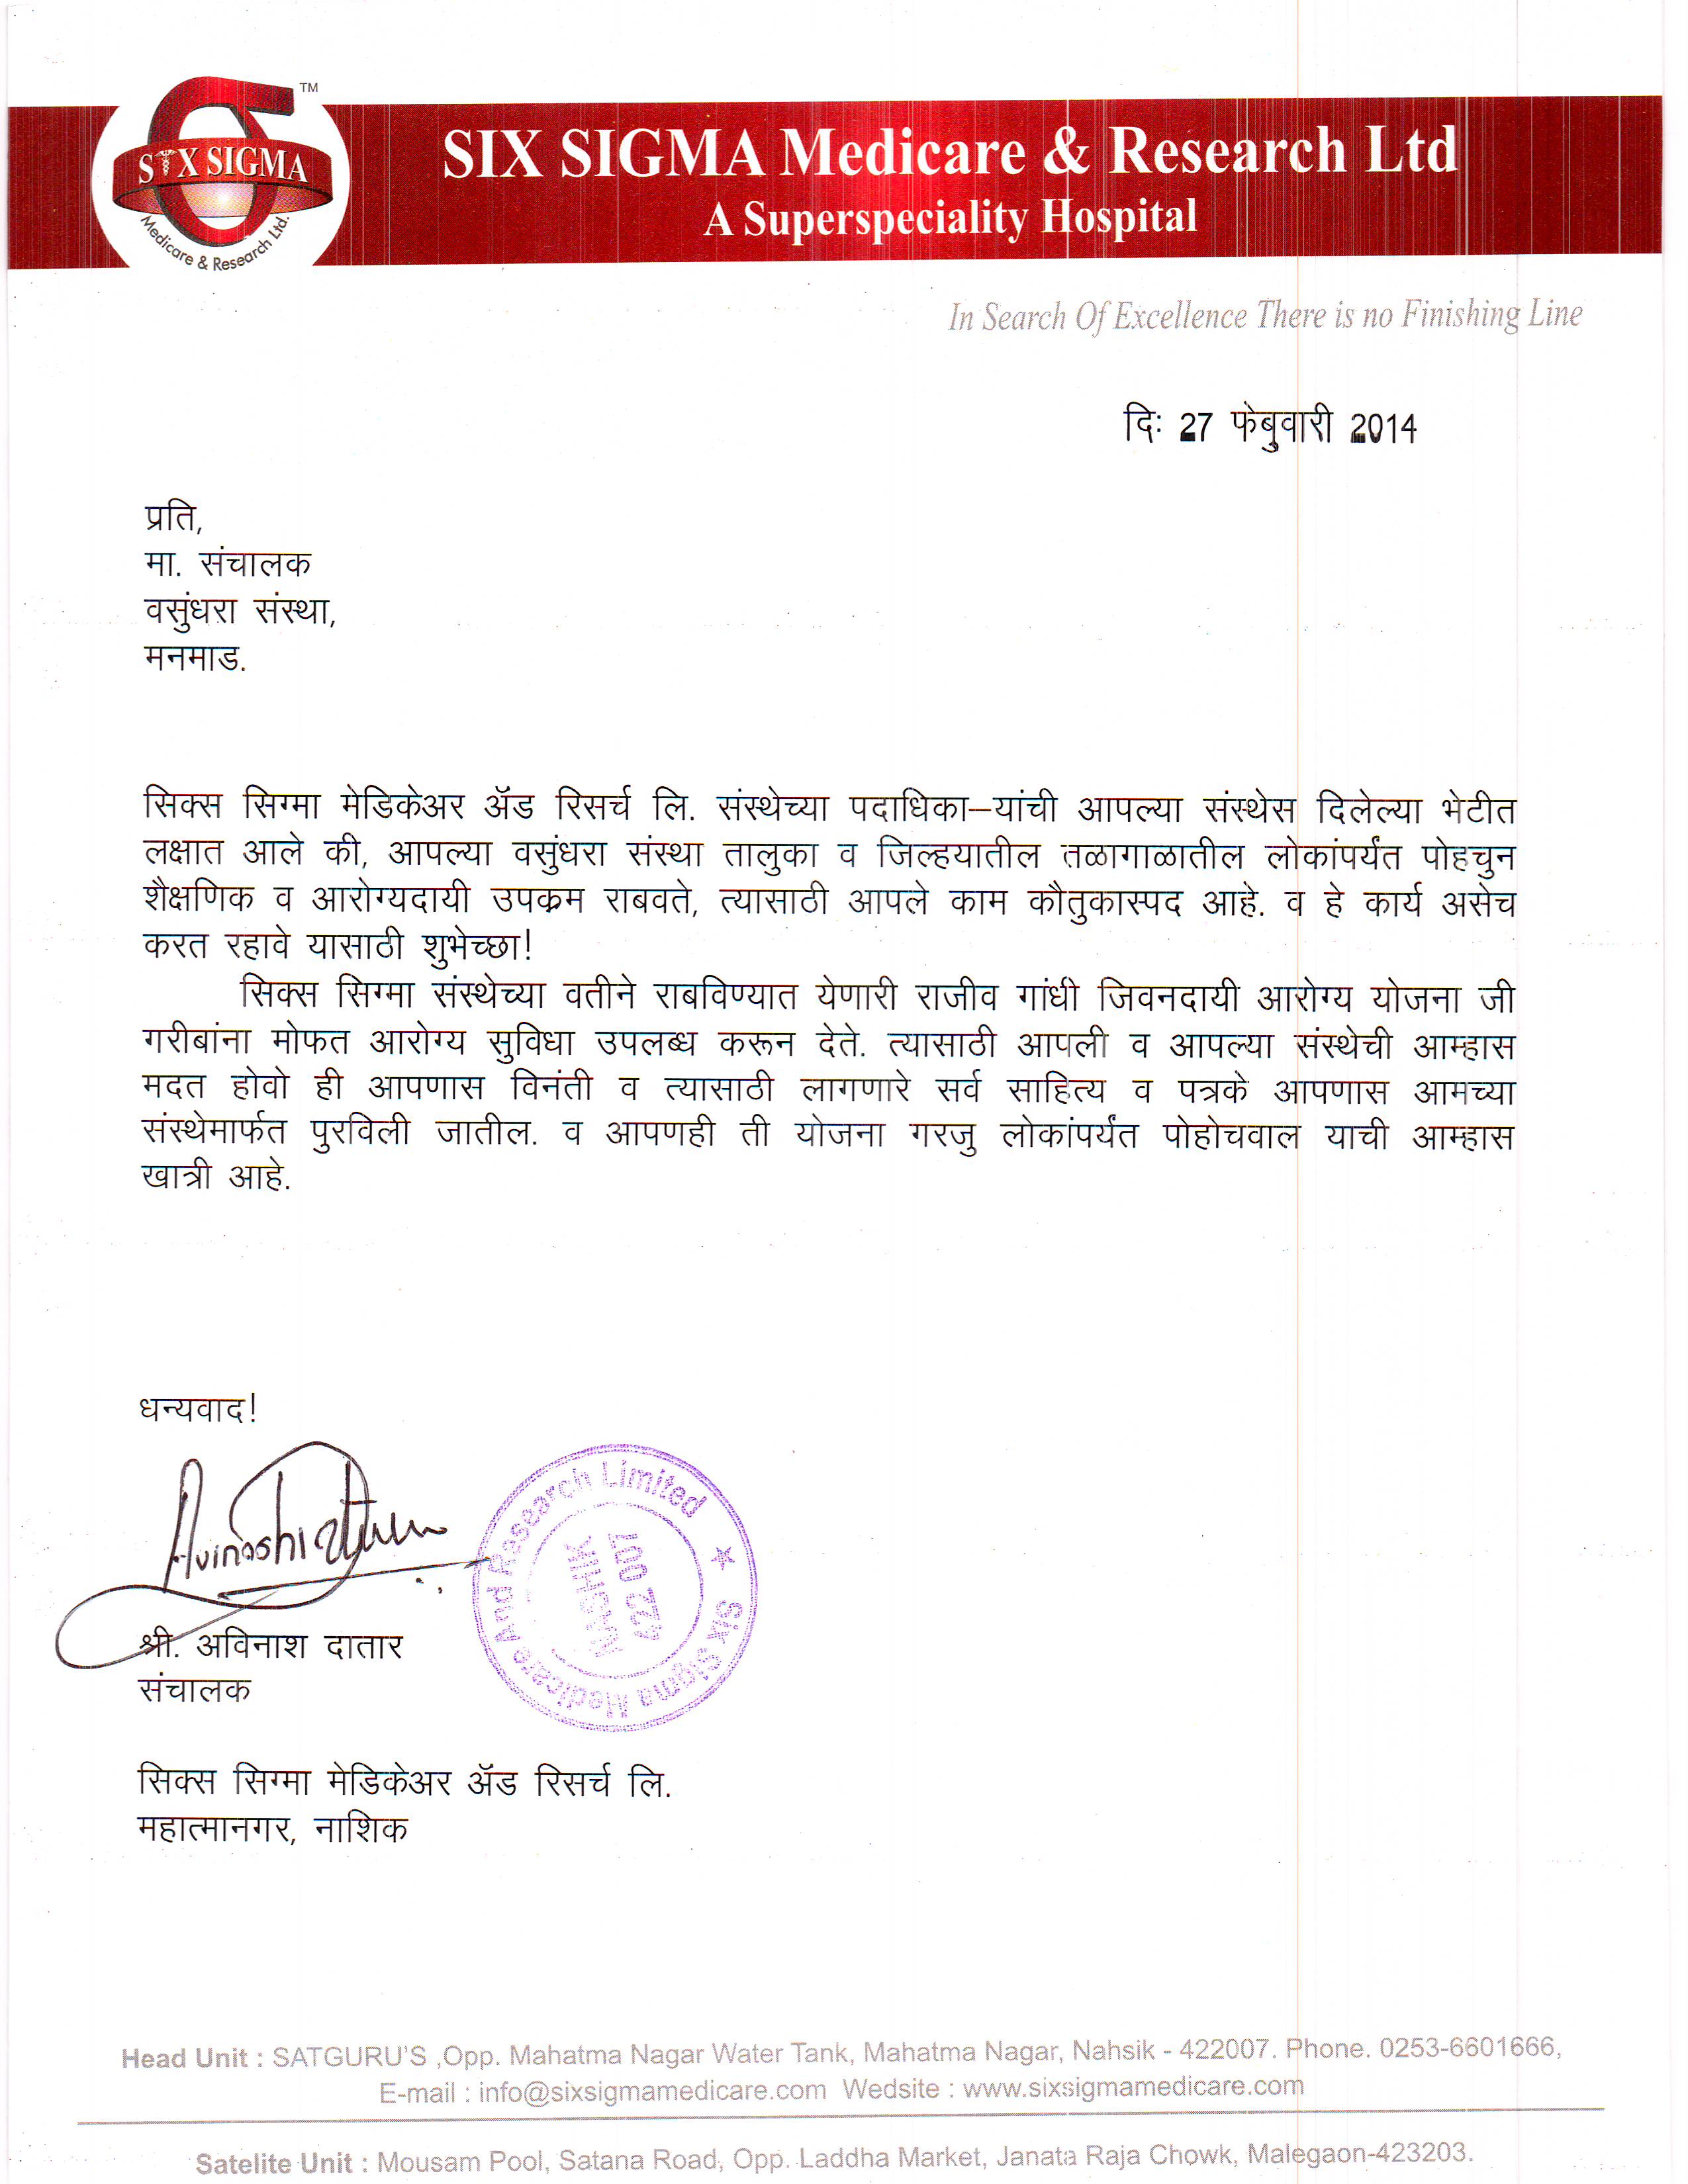 TM
SIX SIGMA
Medicare & Research Ltd.
SIX SIGMA Medicare & Research Ltd
A Superspeciality Hospital
In Search Of Excellence There is no Finishing Line
दिः 27 फेबुवारी 2014
प्रति,
मा. संचालक
वसुंधरा संस्था,
मनमाड.
सिक्स सिग्मा मेडिकेअर ॲड रिसर्च लि. संस्थेच्या पदाधिका–यांची आपल्या संस्थेस दिलेल्या भेटीत
लक्षात आले की, आपल्या वसुंधरा संस्था तालुका व जिल्हयातील तळागाळातील लोकांपर्यंत पोहचुन
शैक्षणिक व आरोग्यदायी उपक्रम राबवते, त्यासाठी आपले काम कौतुकास्पद आहे. व हे कार्य असेच
करत रहावे यासाठी शुभेच्छा!
सिक्स सिग्मा संस्थेच्या वतीने राबविण्यात येणारी राजीव गांधी जिवनदायी आरोग्य योजना जी
गरीबांना मोफत आरोग्य सुविधा उपलब्ध करून देते. त्यासाठी आपली व आपल्या संस्थेची आम्हास
मदत होवो ही आपणास विनंती व त्यासाठी लागणारे सर्व साहित्य व पत्रके आपणास आमच्या
संस्थेमार्फत पुरविली जातील. व आपणही ती योजना गरजु लोकांपर्यंत पोहोचवाल याची आम्हास
खात्री आहे.
धन्यवाद!
Six Sigma Medicare And Research Limited
NASHIK
422 007
श्री. अविनाश दातार
संचालक
सिक्स सिग्मा मेडिकेअर ॲड रिसर्च लि.
महात्मानगर, नाशिक
Head Unit : SATGURU'S ,Opp. Mahatma Nagar Water Tank, Mahatma Nagar, Nahsik - 422007. Phone. 0253-6601666,
E-mail : info@sixsigmamedicare.com Wedsite : www.sixsigmamedicare.com
Satelite Unit : Mousam Pool, Satana Road, Opp. Laddha Market, Janata Raja Chowk, Malegaon-423203.